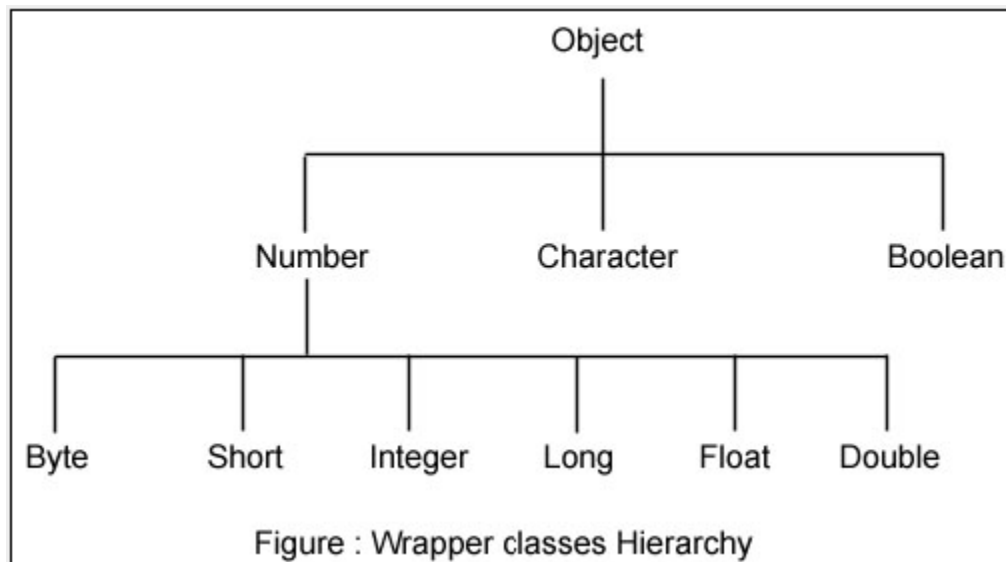 Object
Number Character Boolean
Byte Short Integer Long Float Double
Figure : Wrapper classes Hierarchy